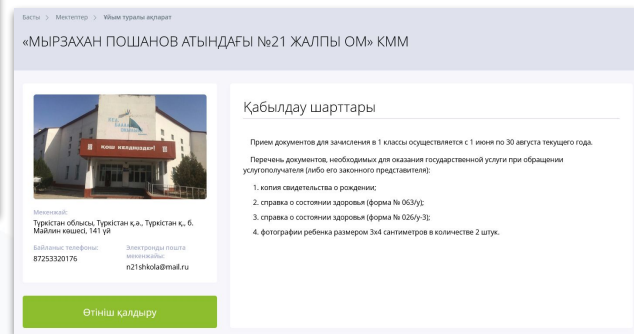 Басты > Мектептер > Ұйым туралы ақпарат
«МЫРЗАХАН ПОШАНОВ АТЫНДАҒЫ №21 ЖАЛПЫ ОМ» КММ
ҚОШ КЕЛДІҢІЗДЕР!
Мекенжай:
Түркістан облысы, Түркістан қ.ә., Түркістан қ., б.
Майлин көшесі, 141 үй
Байланыс телефоны:
87253320176
Электронды пошта
мекенжайы:
n21shkola@mail.ru
Өтініш қалдыру
Қабылдау шарттары
Прием документов для зачисления в 1 классы осуществляется с 1 июня по 30 августа текущего года.
Перечень документов, необходимых для оказания государственной услуги при обращении
услугополучателя (либо его законного представителя):
1. копия свидетельства о рождении;
2. справка о состоянии здоровья (форма № 063/у);
3. справка о состоянии здоровья (форма № 026/у-3);
4. фотографии ребенка размером 3х4 сантиметров в количестве 2 штук.